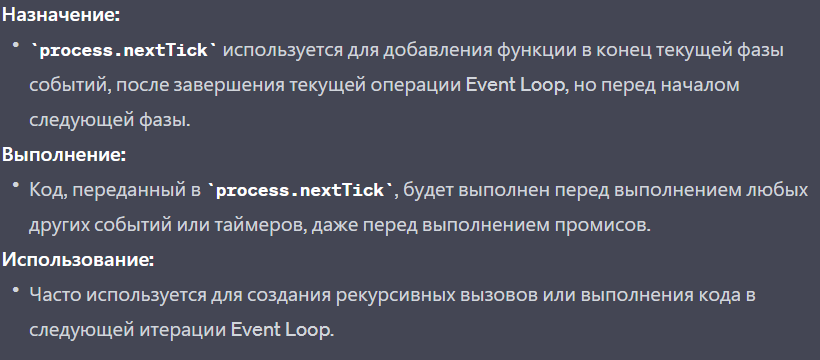 Назначение:
• `process.nextTick` используется для добавления функции в конец текущей фазы
событий, после завершения текущей операции Event Loop, но перед началом
следующей фазы.
Выполнение:
• Код, переданный в `process.nextTick`, будет выполнен перед выполнением любых
других событий или таймеров, даже перед выполнением промисов.
Использование:
• Часто используется для создания рекурсивных вызовов или выполнения кода в
следующей итерации Event Loop.